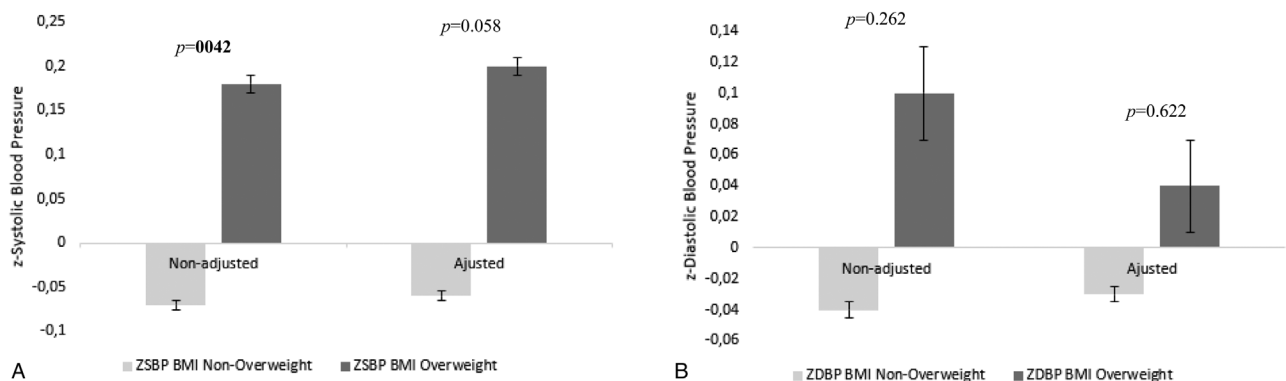 0,25
p=0042
p=0.058
0,2
0,15
0,1
0,05
0
-0,05
-0,1
z-Systolic Blood Pressure
Non-adjusted
Ajusted
ZSBP BMI Non-Overweight
ZSBP BMI Overweight
A
0,14
p=0.262
0,12
0,1
0,08
p=0.622
0,06
0,04
0,02
0
-0,02
-0,04
-0,06
z-Diastolic Blood Pressure
Non-adjusted
Ajusted
ZDBP BMI Non-Overweight
ZDBP BMI Overweight
B